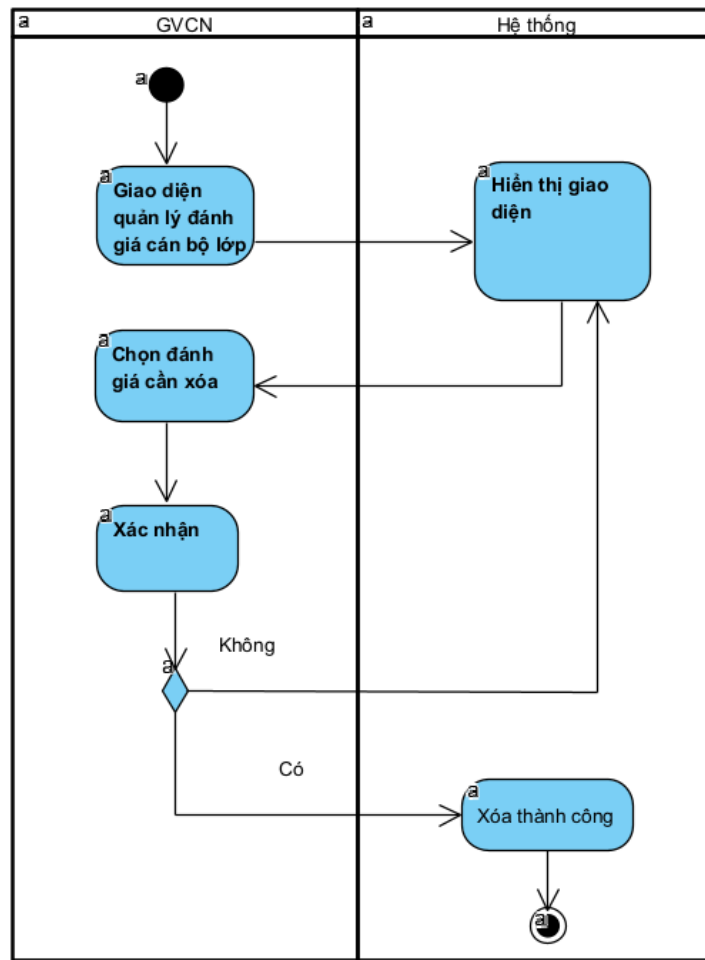 a GVCN
a Hệ thống
a
a
Giao diện
quản lý đánh
giá cán bộ lớp
a
Hiển thị giao
diện
a
Chọn đánh
giá cần xóa
a
Xác nhận
Không
a
Có
a
Xóa thành công
a